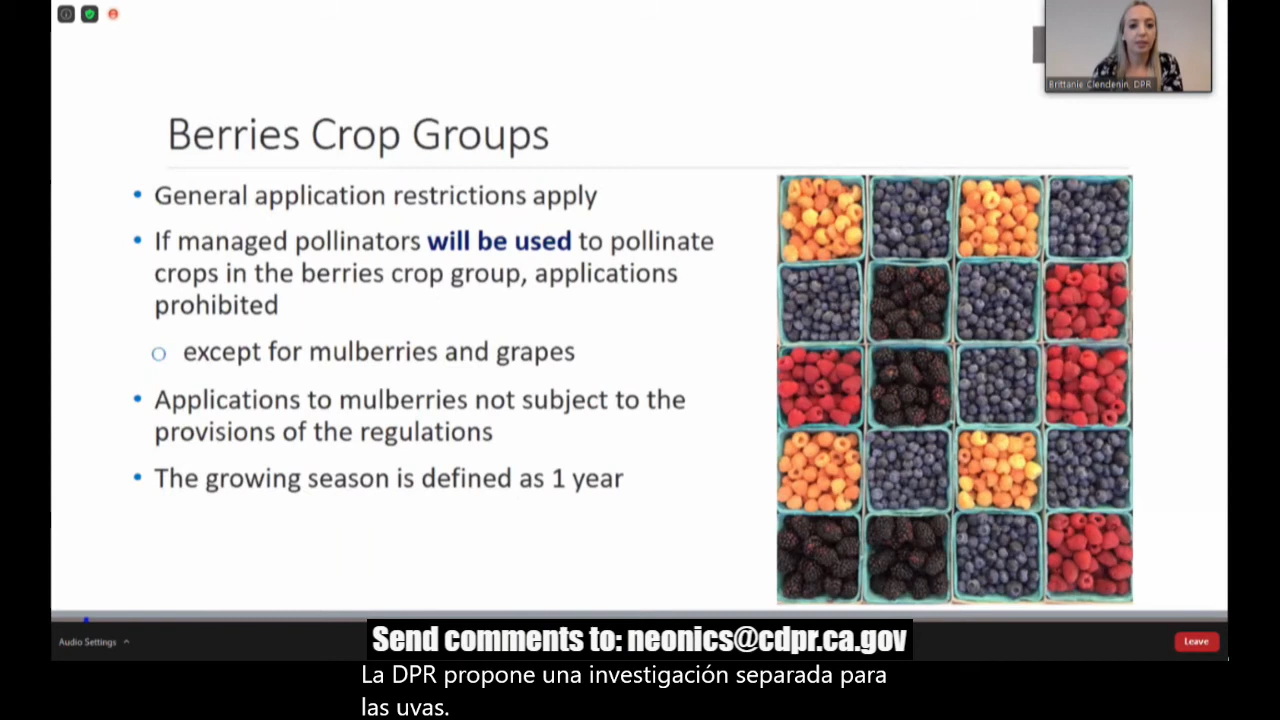 Brittanie Clendenin, DPR
Berries Crop Groups
• General application restrictions apply
• If managed pollinators will be used to pollinate
crops in the berries crop group, applications
prohibited
○ except for mulberries and grapes
• Applications to mulberries not subject to the
provisions of the regulations
• The growing season is defined as 1 year
Audio Settings
Leave
Send comments to: neonics@cdpr.ca.gov
La DPR propone una investigación separada para
las uvas.